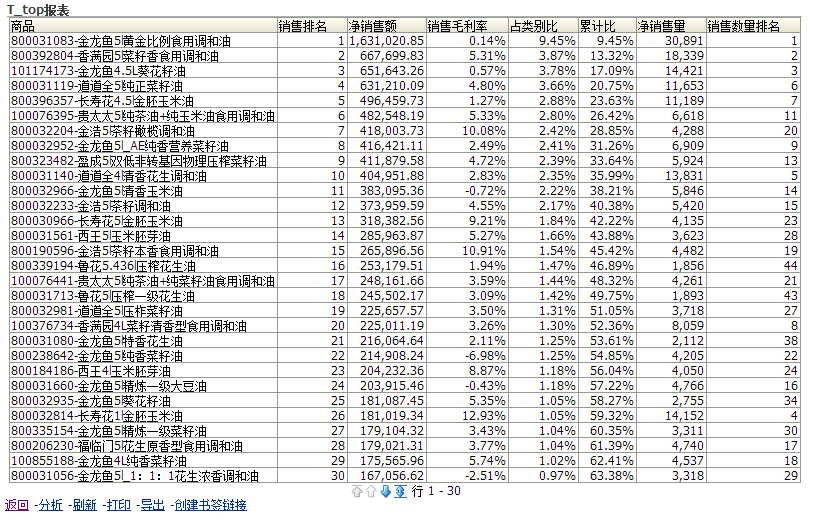 T_top报表
商品 销售排名 净销售额 销售毛利率 占类别比 累计比 净销售量 销售数量排名
800031083-金龙鱼5l黄金比例食用调和油 1 1,631,020.85 0.14% 9.45% 9.45% 30,891 1
800392804-香满园5l菜籽香食用调和油 2 667,699.83 5.31% 3.87% 13.32% 18,339 2
101174173-金龙鱼4.5L葵花籽油 3 651,643.26 0.57% 3.78% 17.09% 14,421 3
800031119-道道全5l纯正菜籽油 4 631,210.09 4.80% 3.66% 20.75% 11,653 6
800396357-长寿花4.5l金胚玉米油 5 496,459.73 1.27% 2.88% 23.63% 11,189 7
100076395-贵太太5l纯茶油+纯玉米油食用调和油 6 482,548.19 5.33% 2.80% 26.42% 6,618 11
800032204-金浩5l茶籽橄榄调和油 7 418,003.73 10.08% 2.42% 28.85% 4,288 20
800032952-金龙鱼5l_AE纯香营养菜籽油 8 416,421.11 2.49% 2.41% 31.26% 6,909 9
800323482-盈成5l双低非转基因物理压榨菜籽油 9 411,879.58 4.72% 2.39% 33.64% 5,924 13
800031140-道道全4l清香花生调和油 10 404,951.88 2.83% 2.35% 35.99% 13,831 5
800032966-金龙鱼5l清香玉米油 11 383,095.36 -0.72% 2.22% 38.21% 5,846 14
800032233-金浩5l茶籽调和油 12 373,959.59 4.55% 2.17% 40.38% 5,420 15
800030966-长寿花5l金胚玉米油 13 318,382.56 9.21% 1.84% 42.22% 4,135 23
800031561-西王5l玉米胚芽油 14 285,963.87 5.27% 1.66% 43.88% 3,623 28
800190596-金浩5l茶籽本香食用调和油 15 265,896.56 10.91% 1.54% 45.42% 4,482 19
800339194-鲁花5.436l压榨花生油 16 253,179.51 1.94% 1.47% 46.89% 1,856 44
100076441-贵太太5l纯茶油+纯菜籽油食用调和油 17 248,161.66 3.59% 1.44% 48.32% 4,261 21
800031713-鲁花5l压榨一级花生油 18 245,502.17 3.09% 1.42% 49.75% 1,893 43
800032981-道道全5l压榨菜籽油 19 225,657.57 3.50% 1.31% 51.05% 3,718 27
100376734-香满园4L菜籽清香型食用调和油 20 225,011.19 3.26% 1.30% 52.36% 8,059 8
800031080-金龙鱼5l特香花生油 21 216,064.64 2.11% 1.25% 53.61% 2,112 38
800238642-金龙鱼5l纯香菜籽油 22 214,908.24 -6.98% 1.25% 54.85% 4,205 22
800184186-西王4l玉米胚芽油 23 204,232.36 8.87% 1.18% 56.04% 4,050 24
800031660-金龙鱼5l精炼一级大豆油 24 203,915.46 -0.43% 1.18% 57.22% 4,766 16
800032935-金龙鱼5l葵花籽油 25 181,087.45 5.35% 1.05% 58.27% 2,755 34
800032814-长寿花1l金胚玉米油 26 181,019.34 12.93% 1.05% 59.32% 14,152 4
800335154-金龙鱼5l精炼一级菜籽油 27 179,104.32 3.43% 1.04% 60.35% 3,311 30
800206230-福临门5l花生原香型食用调和油 28 179,021.31 3.77% 1.04% 61.39% 4,740 17
100855188-金龙鱼4L纯香菜籽油 29 175,565.96 5.74% 1.02% 62.41% 4,537 18
800031056-金龙鱼5l_1：1：1花生浓香调和油 30 167,056.62 -2.51% 0.97% 63.38% 3,318 29
行 1 - 30
返回 -分析 -刷新 -打印 -导出 -创建书签链接